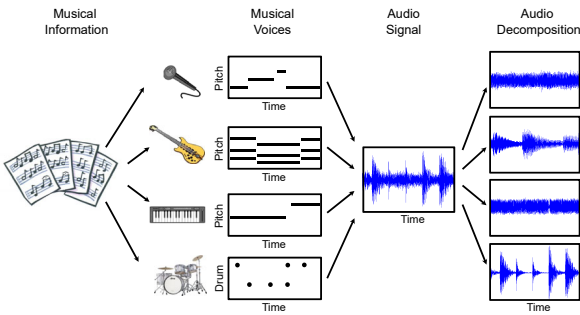 Musical
Information
Musical
Voices
Audio
Signal
Audio
Decomposition
Pitch
Time
Pitch
Time
Pitch
Time
Drum
Time
Time
Time